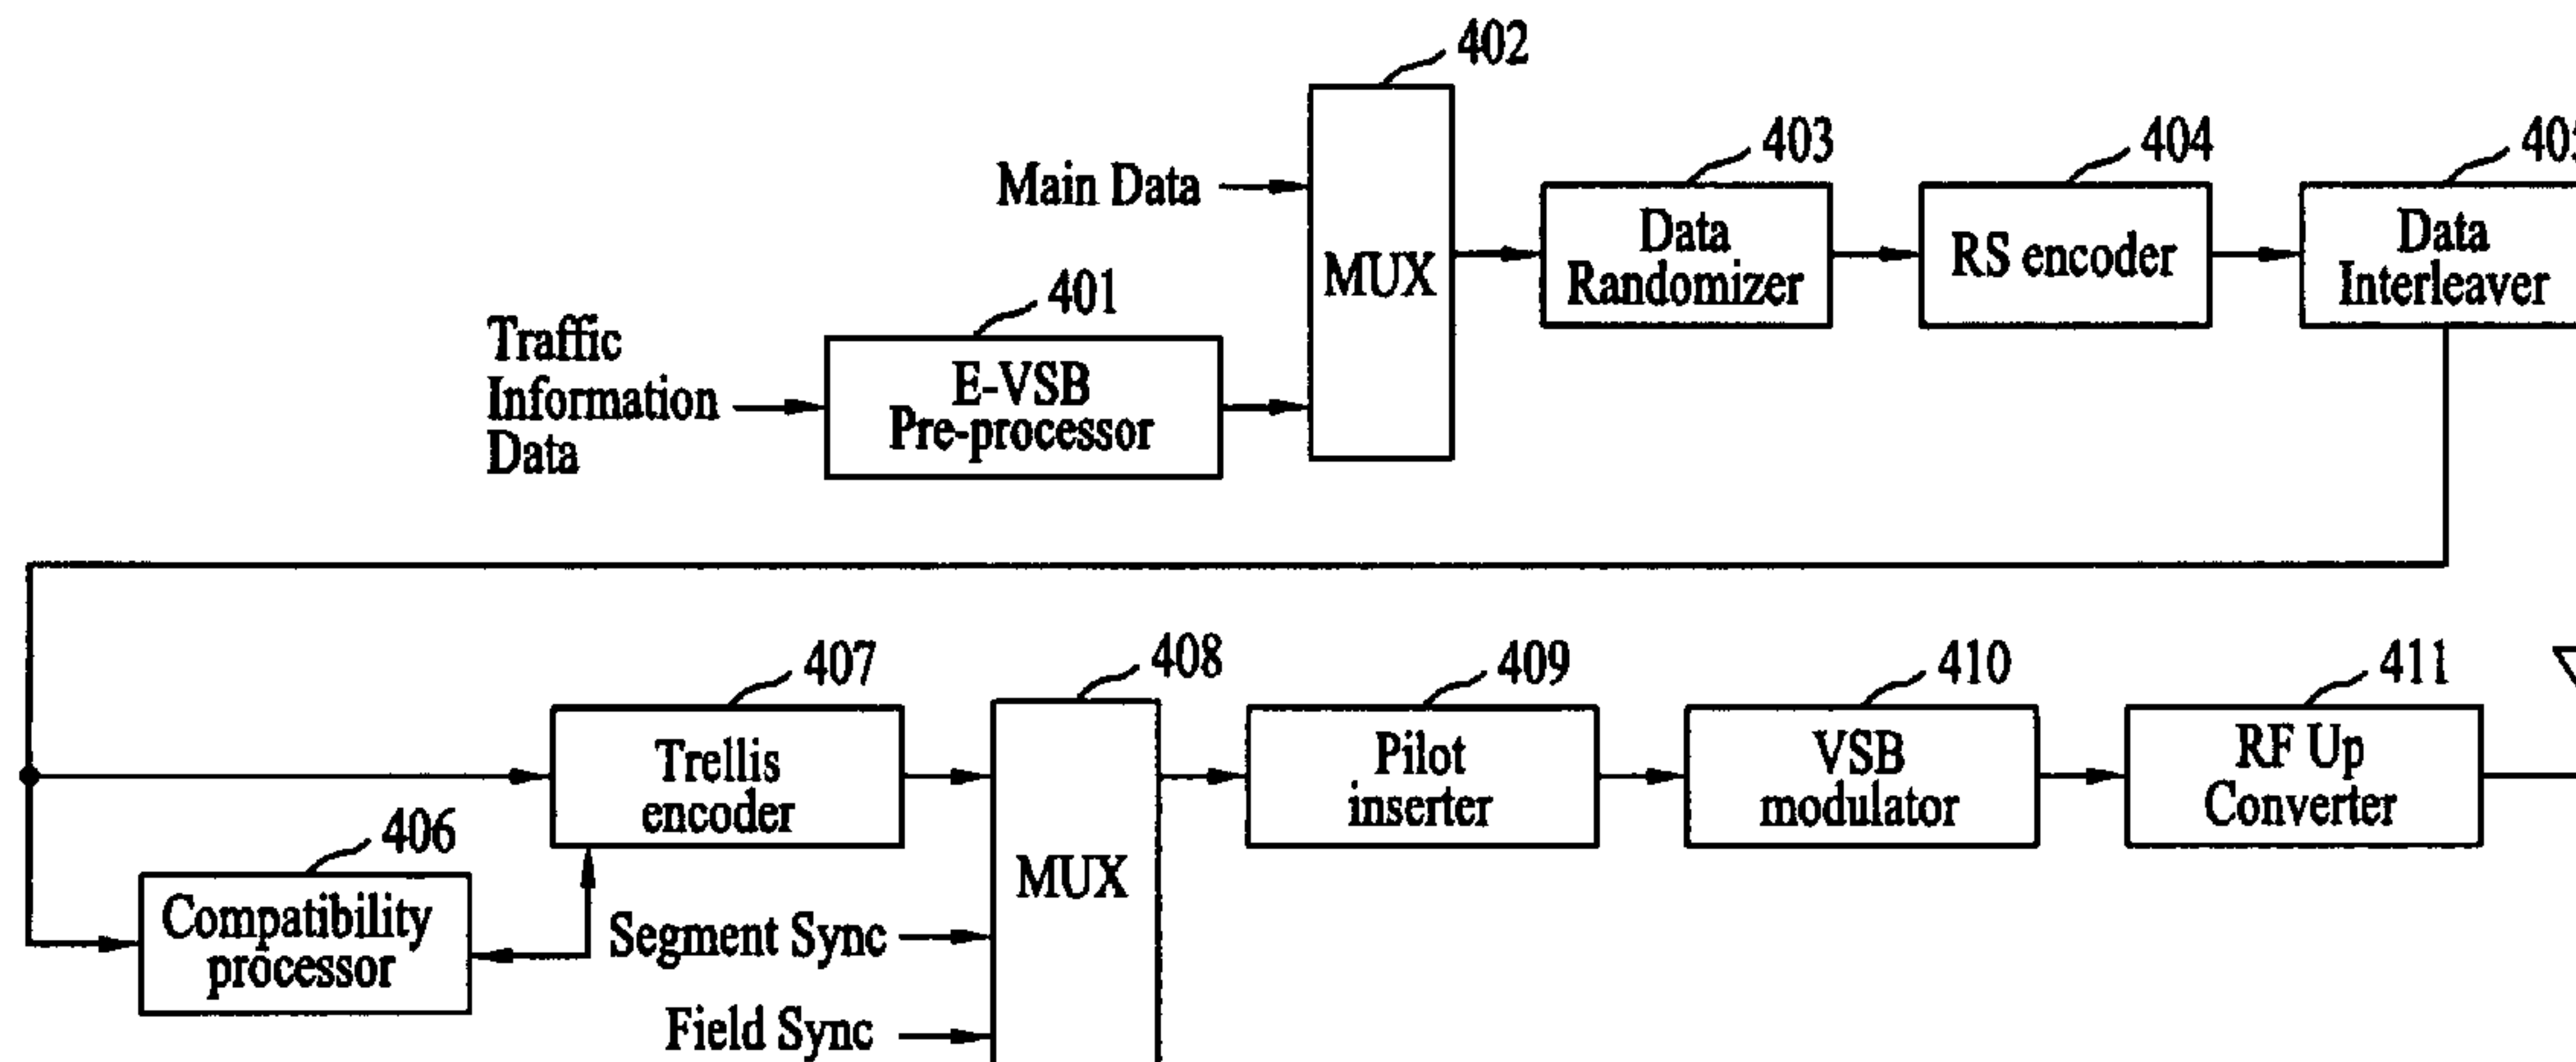 402
403
404
Main Data
MUX
Data
Randomizer
RS encoder
Data
Interleaver
401
Traffic
Information
Data
E-VSB
Pre-processor
407
408
409
410
411
Trellis
encoder
MUX
Pilot
inserter
VSB
modulator
RF Up
Converter
406
Compatibility
processor
Segment Sync
Field Sync